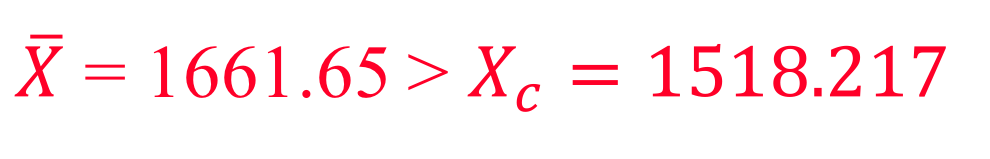 X̄ = 1661.65 > X_c = 1518.217